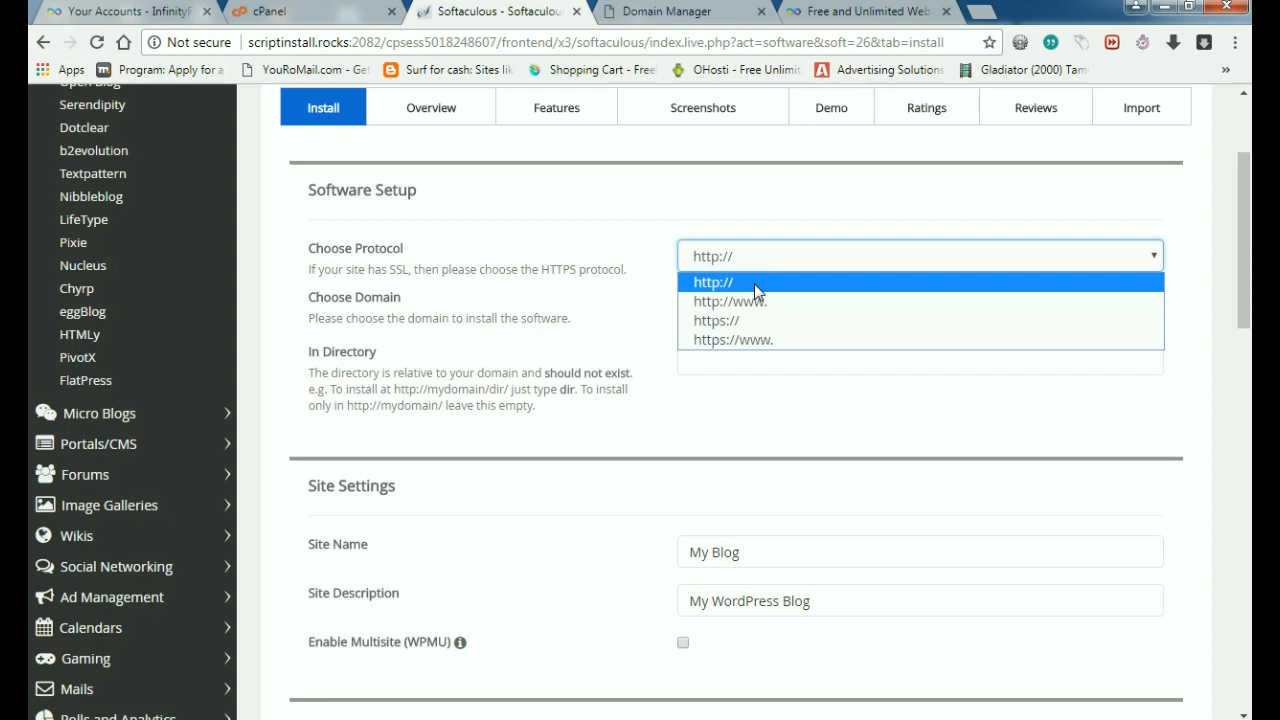 Your Accounts - InfinityF
cPanel
Softaculous - Softaculou
Domain Manager
Free and Unlimited Web
Not secure
scriptinstall.rocks:2082/cpsess5018248607/frontend/x3/softaculous/index.live.php?act=software&soft=26&tab=install
Apps
Program: Apply for a
YouRoMail.com - Get
Surf for cash: Sites lik
Shopping Cart - Free
OHosti - Free Unlimit
Advertising Solutions
Gladiator (2000) Tam
»
Open Blog
Serendipity
Dotclear
b2evolution
Textpattern
Nibbleblog
LifeType
Pixie
Nucleus
Chyrp
eggBlog
HTMLy
PivotX
FlatPress
Micro Blogs
Portals/CMS
Forums
Image Galleries
Wikis
Social Networking
Ad Management
Calendars
Gaming
Mails
Polls and Analytics
Install
Overview
Features
Screenshots
Demo
Ratings
Reviews
Import
Software Setup
Choose Protocol
If your site has SSL, then please choose the HTTPS protocol.
http://
http://
http://www.
https://
https://www.
Choose Domain
Please choose the domain to install the software.
In Directory
The directory is relative to your domain and should not exist.
e.g. To install at http://mydomain/dir/ just type dir. To install
only in http://mydomain/ leave this empty.
Site Settings
Site Name
My Blog
Site Description
My WordPress Blog
Enable Multisite (WPMU)